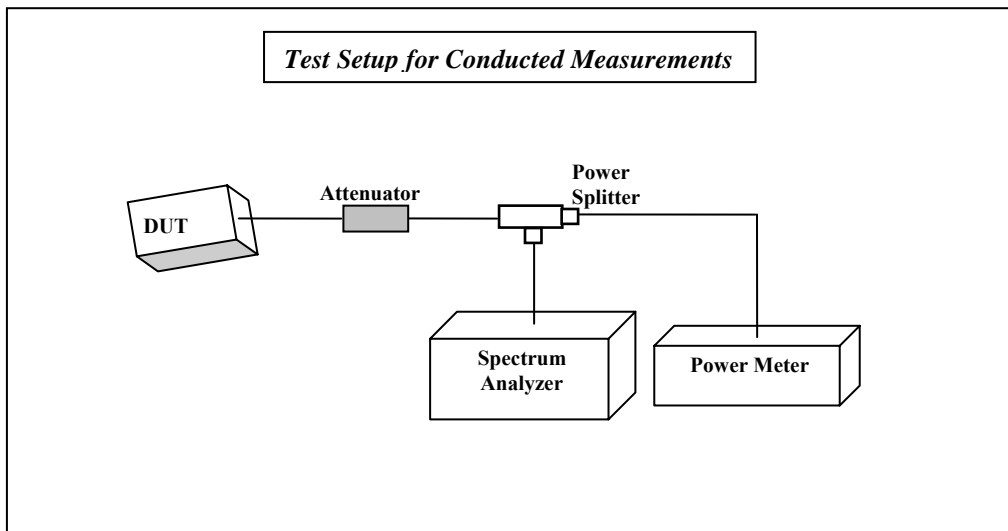 Test Setup for Conducted Measurements
Power
Splitter
Attenuator
DUT
Spectrum
Analyzer
Power Meter